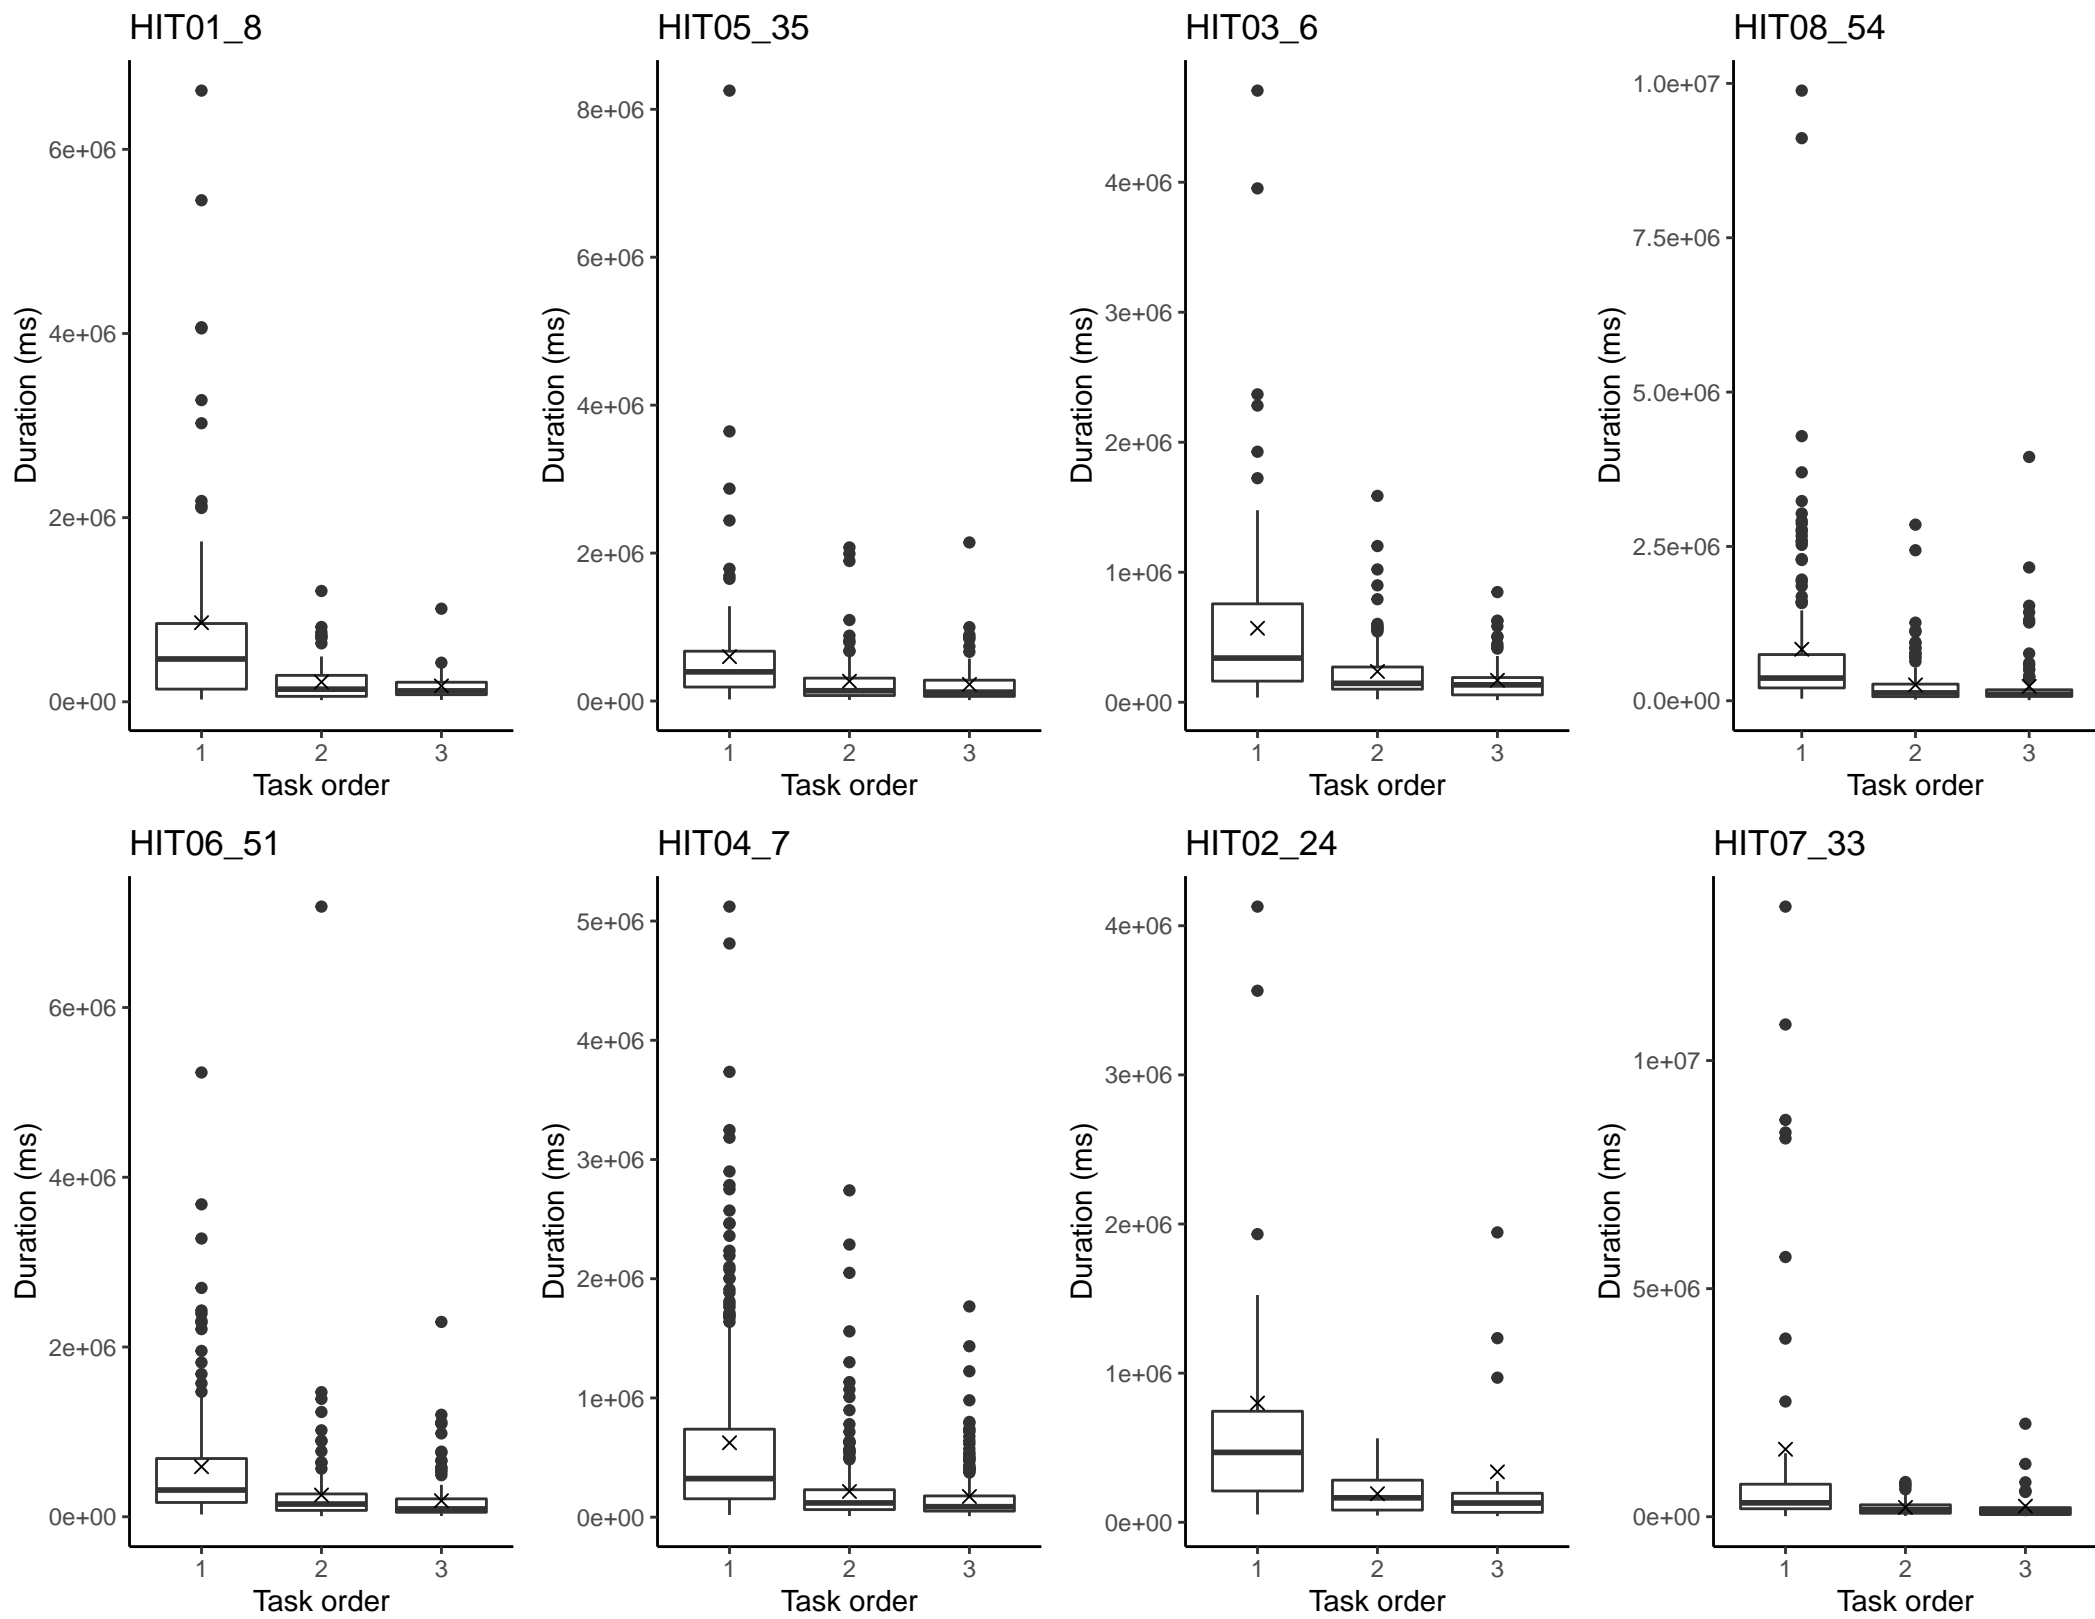 HIT01_8
HIT05_35
HIT03_6
HIT08_54
Duration (ms)
6e+06
4e+06
2e+06
0e+00
1 2 3
Task order
Duration (ms)
8e+06
6e+06
4e+06
2e+06
0e+00
1 2 3
Task order
Duration (ms)
4e+06
3e+06
2e+06
1e+06
0e+00
1 2 3
Task order
Duration (ms)
1.0e+07
7.5e+06
5.0e+06
2.5e+06
0.0e+00
1 2 3
Task order
HIT06_51
HIT04_7
HIT02_24
HIT07_33
Duration (ms)
6e+06
4e+06
2e+06
0e+00
1 2 3
Task order
Duration (ms)
5e+06
4e+06
3e+06
2e+06
1e+06
0e+00
1 2 3
Task order
Duration (ms)
4e+06
3e+06
2e+06
1e+06
0e+00
1 2 3
Task order
Duration (ms)
1e+07
5e+06
0e+00
1 2 3
Task order